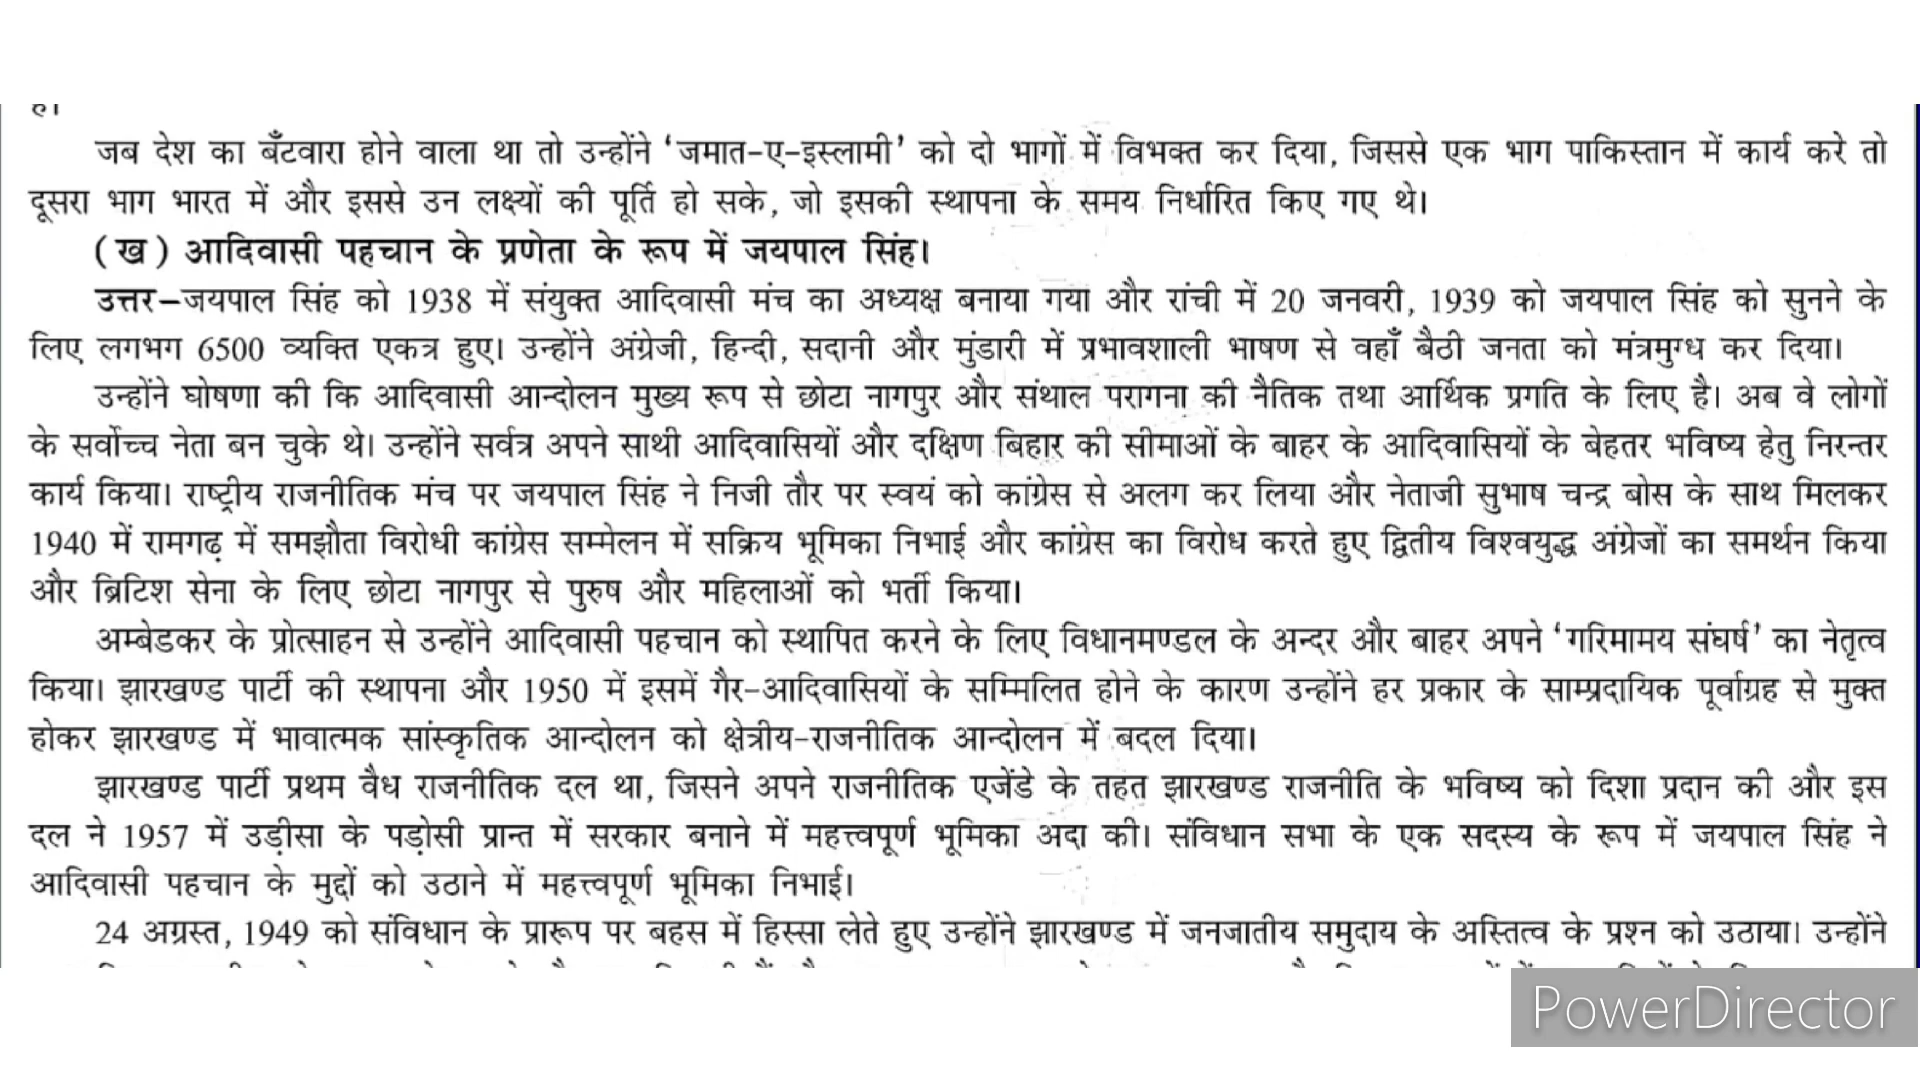 है।
जब देश का बँटवारा होने वाला था तो उन्होंने ‘जमात-ए-इस्लामी’ को दो भागों में विभक्त कर दिया, जिससे एक भाग पाकिस्तान में कार्य करे तो
दूसरा भाग भारत में और इससे उन लक्ष्यों की पूर्ति हो सके, जो इसकी स्थापना के समय निर्धारित किए गए थे।
(ख) आदिवासी पहचान के प्रणेता के रूप में जयपाल सिंह।
उत्तर–जयपाल सिंह को 1938 में संयुक्त आदिवासी मंच का अध्यक्ष बनाया गया और रांची में 20 जनवरी, 1939 को जयपाल सिंह को सुनने के
लिए लगभग 6500 व्यक्ति एकत्र हुए। उन्होंने अंग्रेजी, हिन्दी, सदानी और मुंडारी में प्रभावशाली भाषण से वहाँ बैठी जनता को मंत्रमुग्ध कर दिया।
उन्होंने घोषणा की कि आदिवासी आन्दोलन मुख्य रूप से छोटा नागपुर और संथाल परागना की नैतिक तथा आर्थिक प्रगति के लिए है। अब वे लोगों
के सर्वोच्च नेता बन चुके थे। उन्होंने सर्वत्र अपने साथी आदिवासियों और दक्षिण बिहार की सीमाओं के बाहर के आदिवासियों के बेहतर भविष्य हेतु निरन्तर
कार्य किया। राष्ट्रीय राजनीतिक मंच पर जयपाल सिंह ने निजी तौर पर स्वयं को कांग्रेस से अलग कर लिया और नेताजी सुभाष चन्द्र बोस के साथ मिलकर
1940 में रामगढ़ में समझौता विरोधी कांग्रेस सम्मेलन में सक्रिय भूमिका निभाई और कांग्रेस का विरोध करते हुए द्वितीय विश्वयुद्ध अंग्रेजों का समर्थन किया
और ब्रिटिश सेना के लिए छोटा नागपुर से पुरुष और महिलाओं को भर्ती किया।
अम्बेडकर के प्रोत्साहन से उन्होंने आदिवासी पहचान को स्थापित करने के लिए विधानमण्डल के अन्दर और बाहर अपने ‘गरिमामय संघर्ष’ का नेतृत्व
किया। झारखण्ड पार्टी की स्थापना और 1950 में इसमें गैर-आदिवासियों के सम्मिलित होने के कारण उन्होंने हर प्रकार के साम्प्रदायिक पूर्वाग्रह से मुक्त
होकर झारखण्ड में भावात्मक सांस्कृतिक आन्दोलन को क्षेत्रीय-राजनीतिक आन्दोलन में बदल दिया।
झारखण्ड पार्टी प्रथम वैध राजनीतिक दल था, जिसने अपने राजनीतिक एजेंडे के तहत झारखण्ड राजनीति के भविष्य को दिशा प्रदान की और इस
दल ने 1957 में उड़ीसा के पड़ोसी प्रान्त में सरकार बनाने में महत्त्वपूर्ण भूमिका अदा की। संविधान सभा के एक सदस्य के रूप में जयपाल सिंह ने
आदिवासी पहचान के मुद्दों को उठाने में महत्त्वपूर्ण भूमिका निभाई।
24 अग्रस्त, 1949 को संविधान के प्रारूप पर बहस में हिस्सा लेते हुए उन्होंने झारखण्ड में जनजातीय समुदाय के अस्तित्व के प्रश्न को उठाया। उन्होंने
PowerDirector